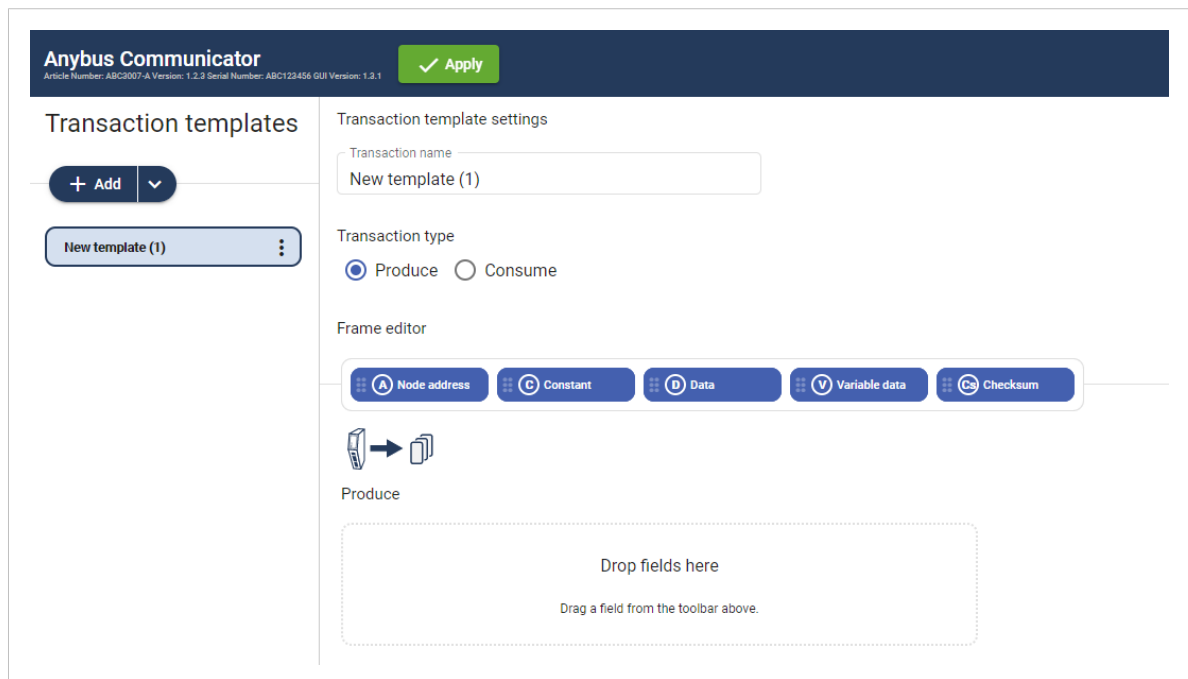 Anybus Communicator
Article Number: ABC3007-A Version: 1.2.3 Serial Number: ABC123456 GUI Version: 1.3.1
Apply
Transaction templates
Add
New template (1)
Transaction template settings
Transaction name
New template (1)
Transaction type
Produce
Consume
Frame editor
A Node address
C Constant
D Data
V Variable data
Cs Checksum
Produce
Drop fields here
Drag a field from the toolbar above.